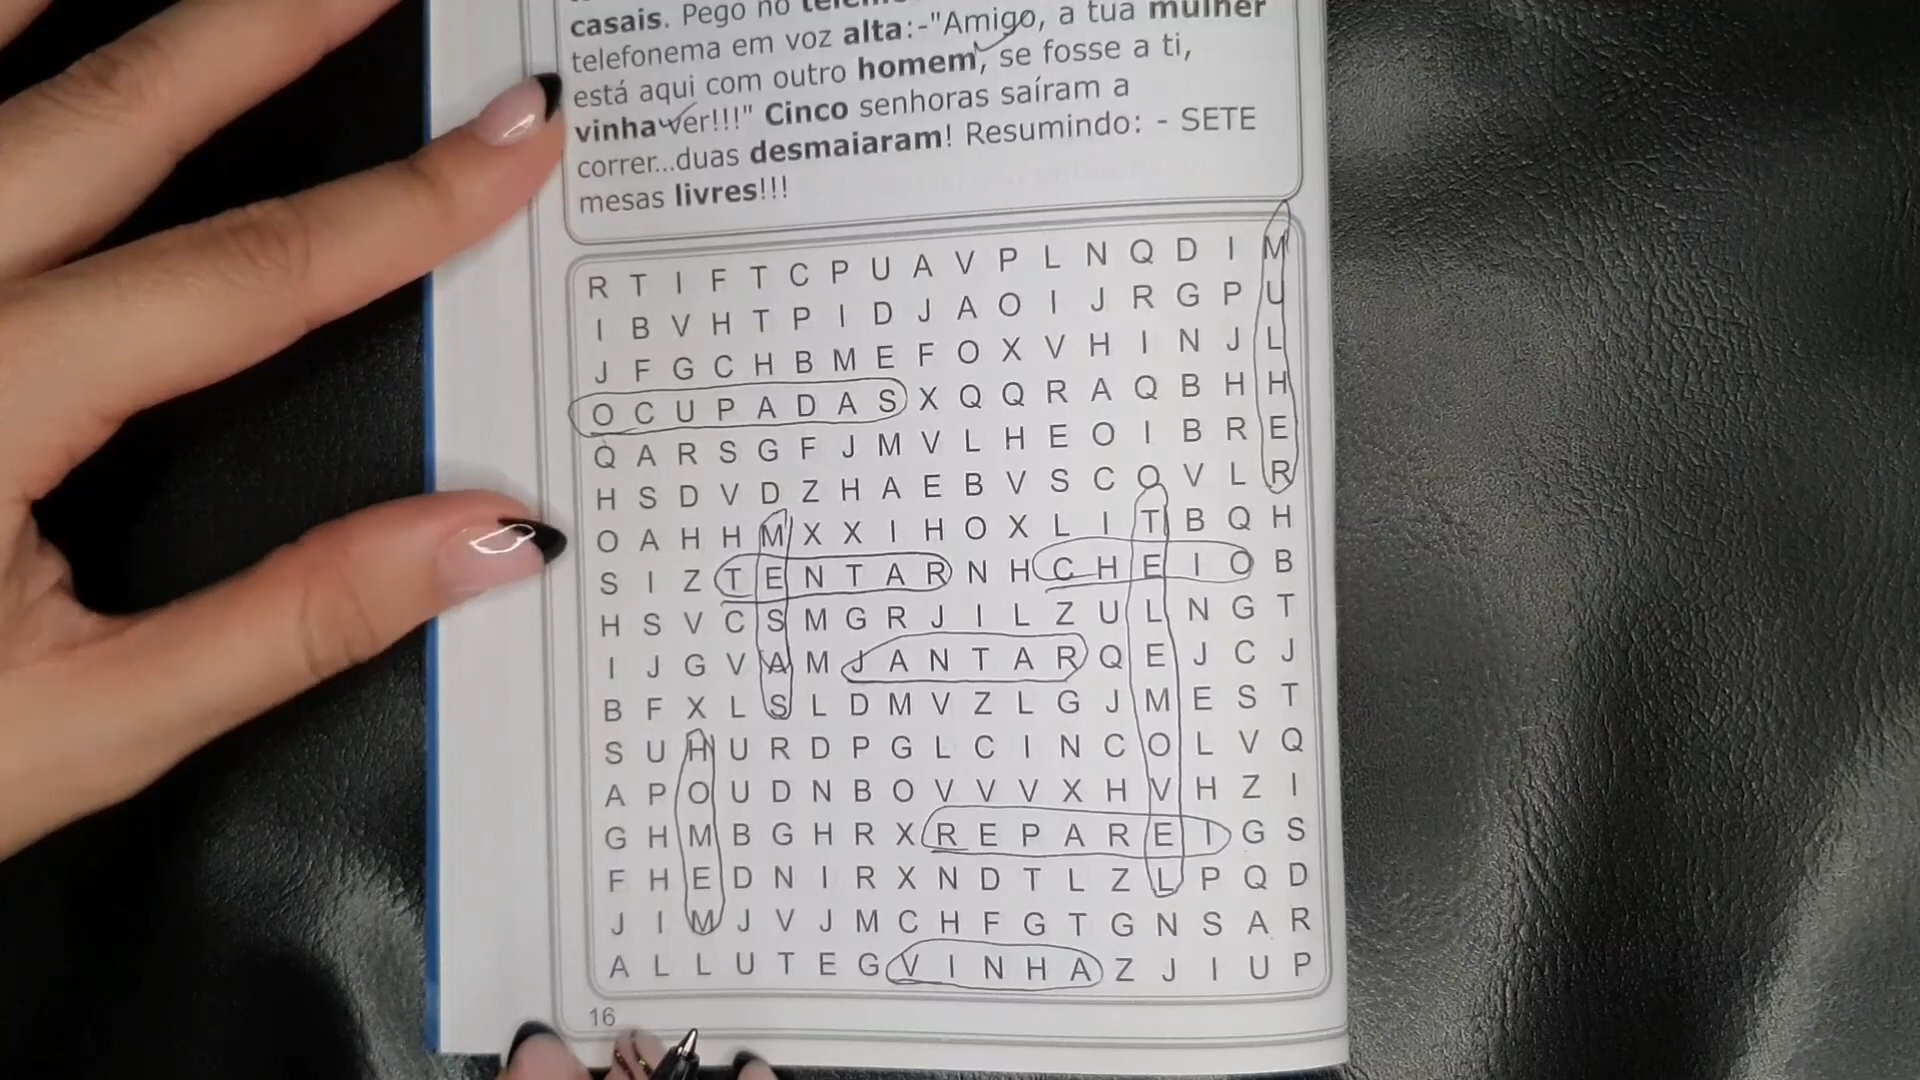 casais. Pego no
telefonema em voz alta:-"Amigo, a tua mulher
está aqui com outro homem, se fosse a ti,
vinha ver!!!" Cinco senhoras saíram a
correr...duas desmaiaram! Resumindo: - SETE
mesas livres!!!
R T I F T C P U A V P L N Q D I M
I B V H T P I D J A O I J R G P U
J F G C H B M E F O X V H I N J L
O C U P A D A S X Q Q R A Q B H H
Q A R S G F J M V L H E O I B R E
H S D V D Z H A E B V S C O V L R
O A H H M X X I H O X L I T B Q H
S I Z T E N T A R N H C H E I O B
H S V C S M G R J I L Z U L N G T
I J G V A M J A N T A R Q E J C J
B F X L S L D M V Z L G J M E S T
S U H U R D P G L C I N C O L V Q
A P O U D N B O V V V X H V H Z I
G H M B G H R X R E P A R E I G S
F H E D N I R X N D T L Z L P Q D
J I M J V J M C H F G T G N S A R
A L L U T E G V I N H A Z J I U P
16